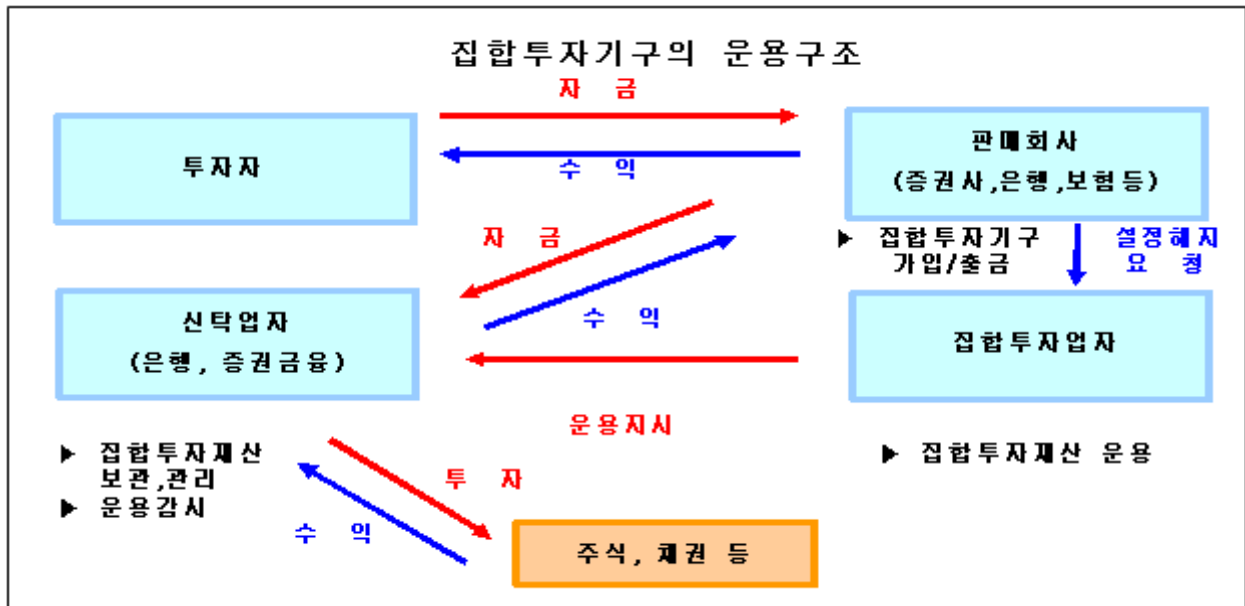 집합투자기구의 운용구조
자 금
투자자
수 익
판매회사
(증권사,은행,보험등)
자 금
▶ 집합투자기구
가입/출금
설정해지
요 청
수 익
신탁업자
(은행, 증권금융)
집합투자업자
운용지시
▶ 집합투자재산
보관,관리
▶ 운용감시
▶ 집합투자재산 운용
투 자
수 익
주식, 채권 등